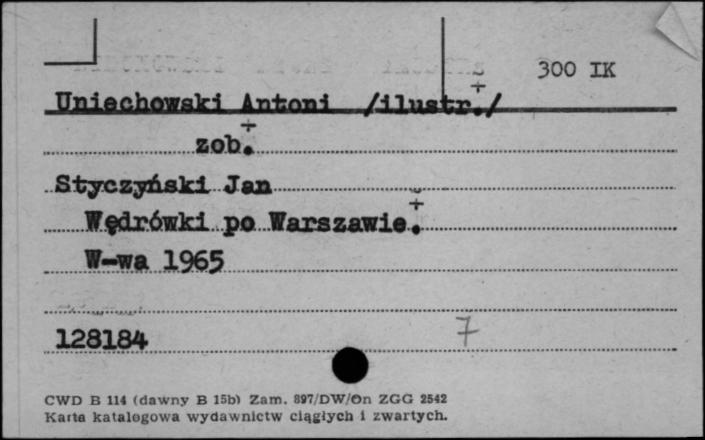 300 IK
Uniechowski Antoni /ilustr./
zob.
Styczyński Jan
Wędrówki po Warszawie.
W-wa 1965
128184
7
CWD B 114 (dawny B 15b) Zam. 897/DW/On ZGG 2542
Karta katalogowa wydawnictw ciągłych i zwartych.